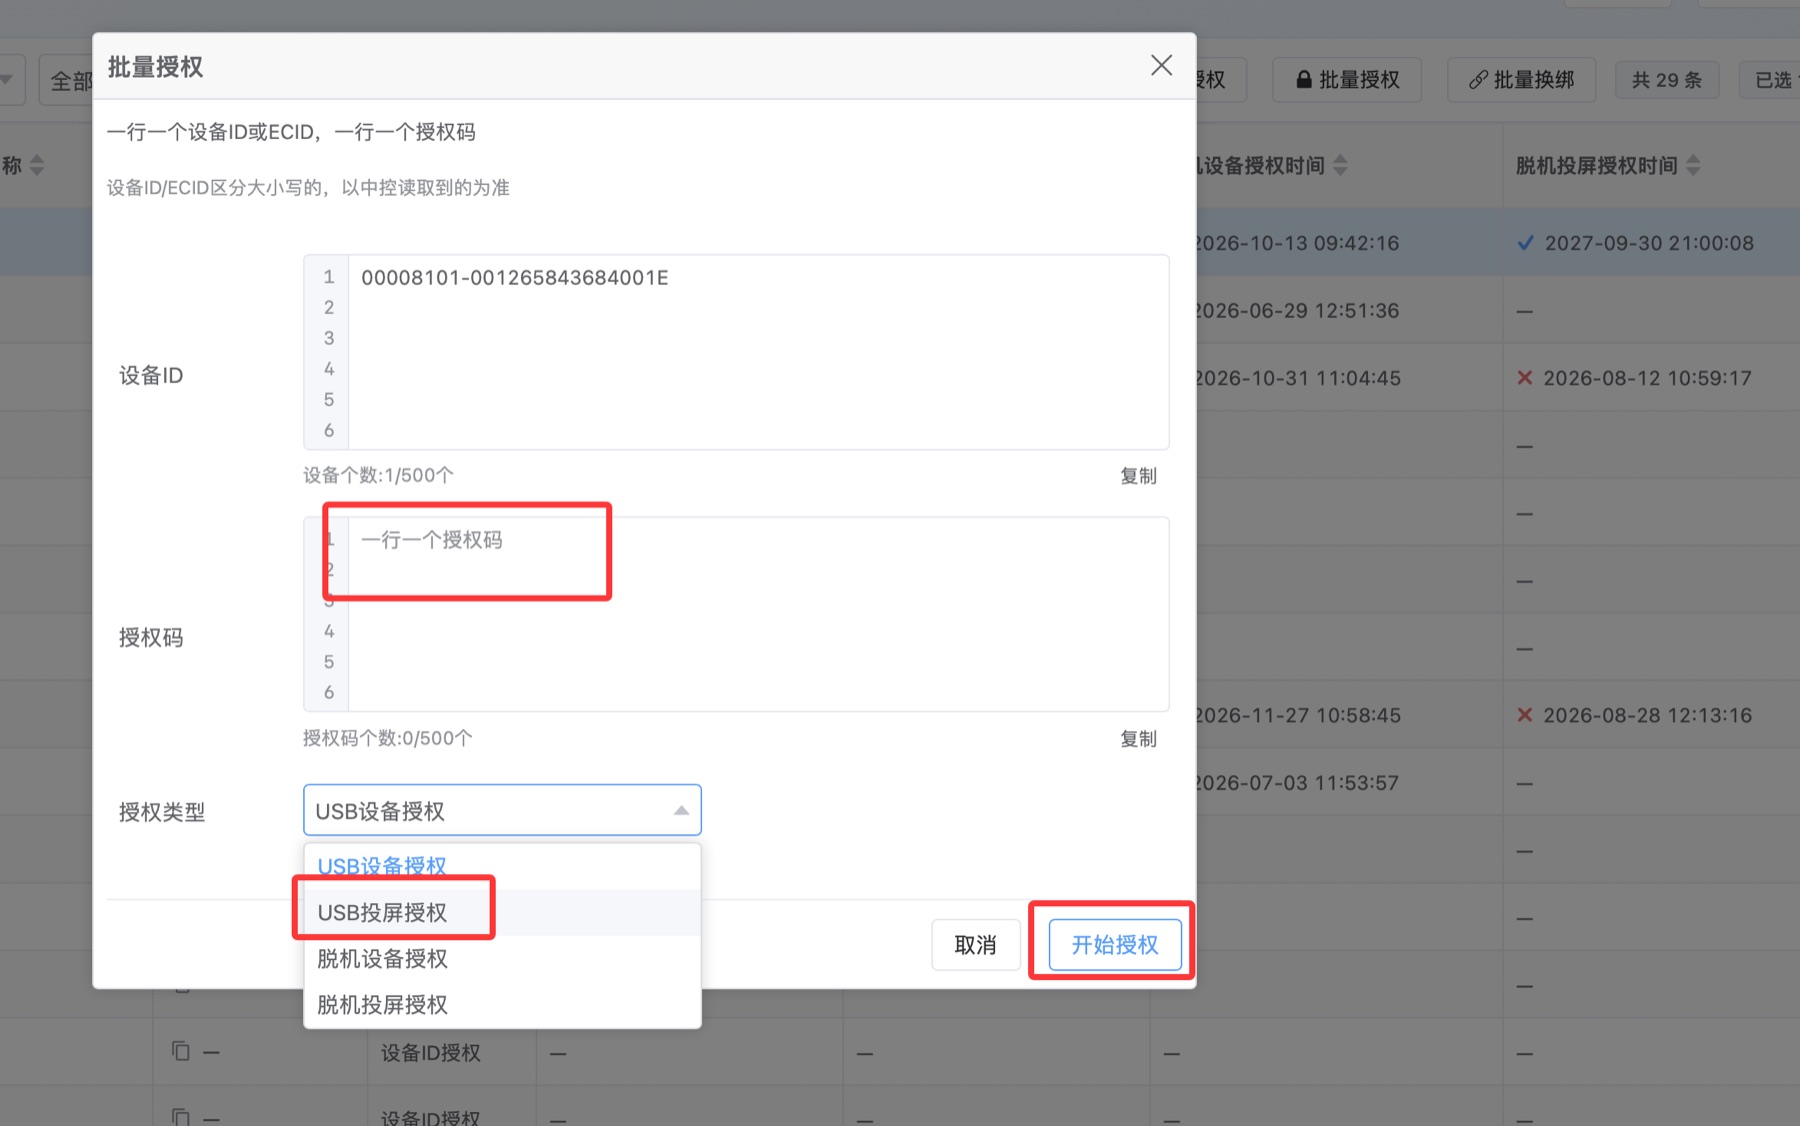 批量授权
全部
权
批量授权
批量换绑
共 29 条
已选
一行一个设备ID或ECID，一行一个授权码
设备ID/ECID区分大小写的，以中控读取到的为准
称
设备授权时间
脱机投屏授权时间
2026-10-13 09:42:16
2027-09-30 21:00:08
2026-06-29 12:51:36
—
2026-10-31 11:04:45
2026-08-12 10:59:17
—
—
—
—
2026-11-27 10:58:45
2026-08-28 12:13:16
2026-07-03 11:53:57
—
—
—
—
设备ID
1 00008101-001265843684001E
2
3
4
5
6
设备个数:1/500个
复制
授权码
1 一行一个授权码
2
3
4
5
6
授权码个数:0/500个
复制
授权类型
USB设备授权
USB设备授权
USB投屏授权
脱机设备授权
脱机投屏授权
取消
开始授权
— 设备ID授权 — — — —
— 设备ID授权 — — — —